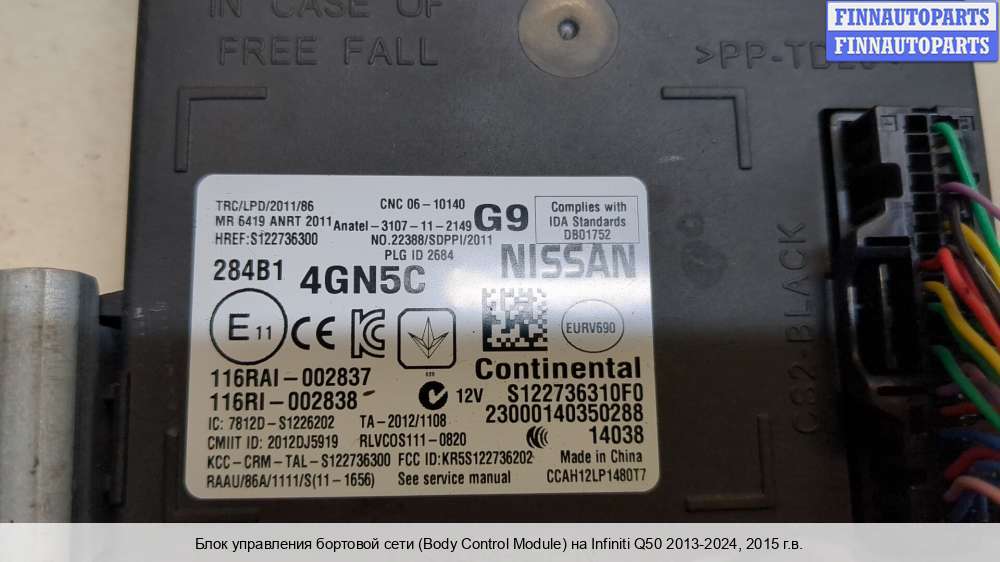 IN CASE OF
FREE FALL
FINNAUTOPARTS
FINNAUTOPARTS
TRC/LPD/2011/86
CNC 06-10140
G9
Complies with
IDA Standards
DB01752
MR 6419 ANRT 2011
Anatel-3107-11-2149
HREF:S122736300
NO.22388/SDPPI/2011
PLG ID 2684
NISSAN
284B1
4GN5C
E11
CE
EURV690
Continental
116RAI-002837
116RI-002838
12V
S122736310F0
23000140350288
IC: 7812D-S1226202
TA-2012/1108
14038
CMIIT ID: 2012DJ5919
RLVCOS111-0820
KCC-CRM-TAL-S122736300
FCC ID:KR5S122736202
Made in China
RAAU/86A/1111/S(11-1656)
See service manual
CCAH12LP1480T7
C82-BLACK
Блок управления бортовой сети (Body Control Module) на Infiniti Q50 2013-2024, 2015 г.в.